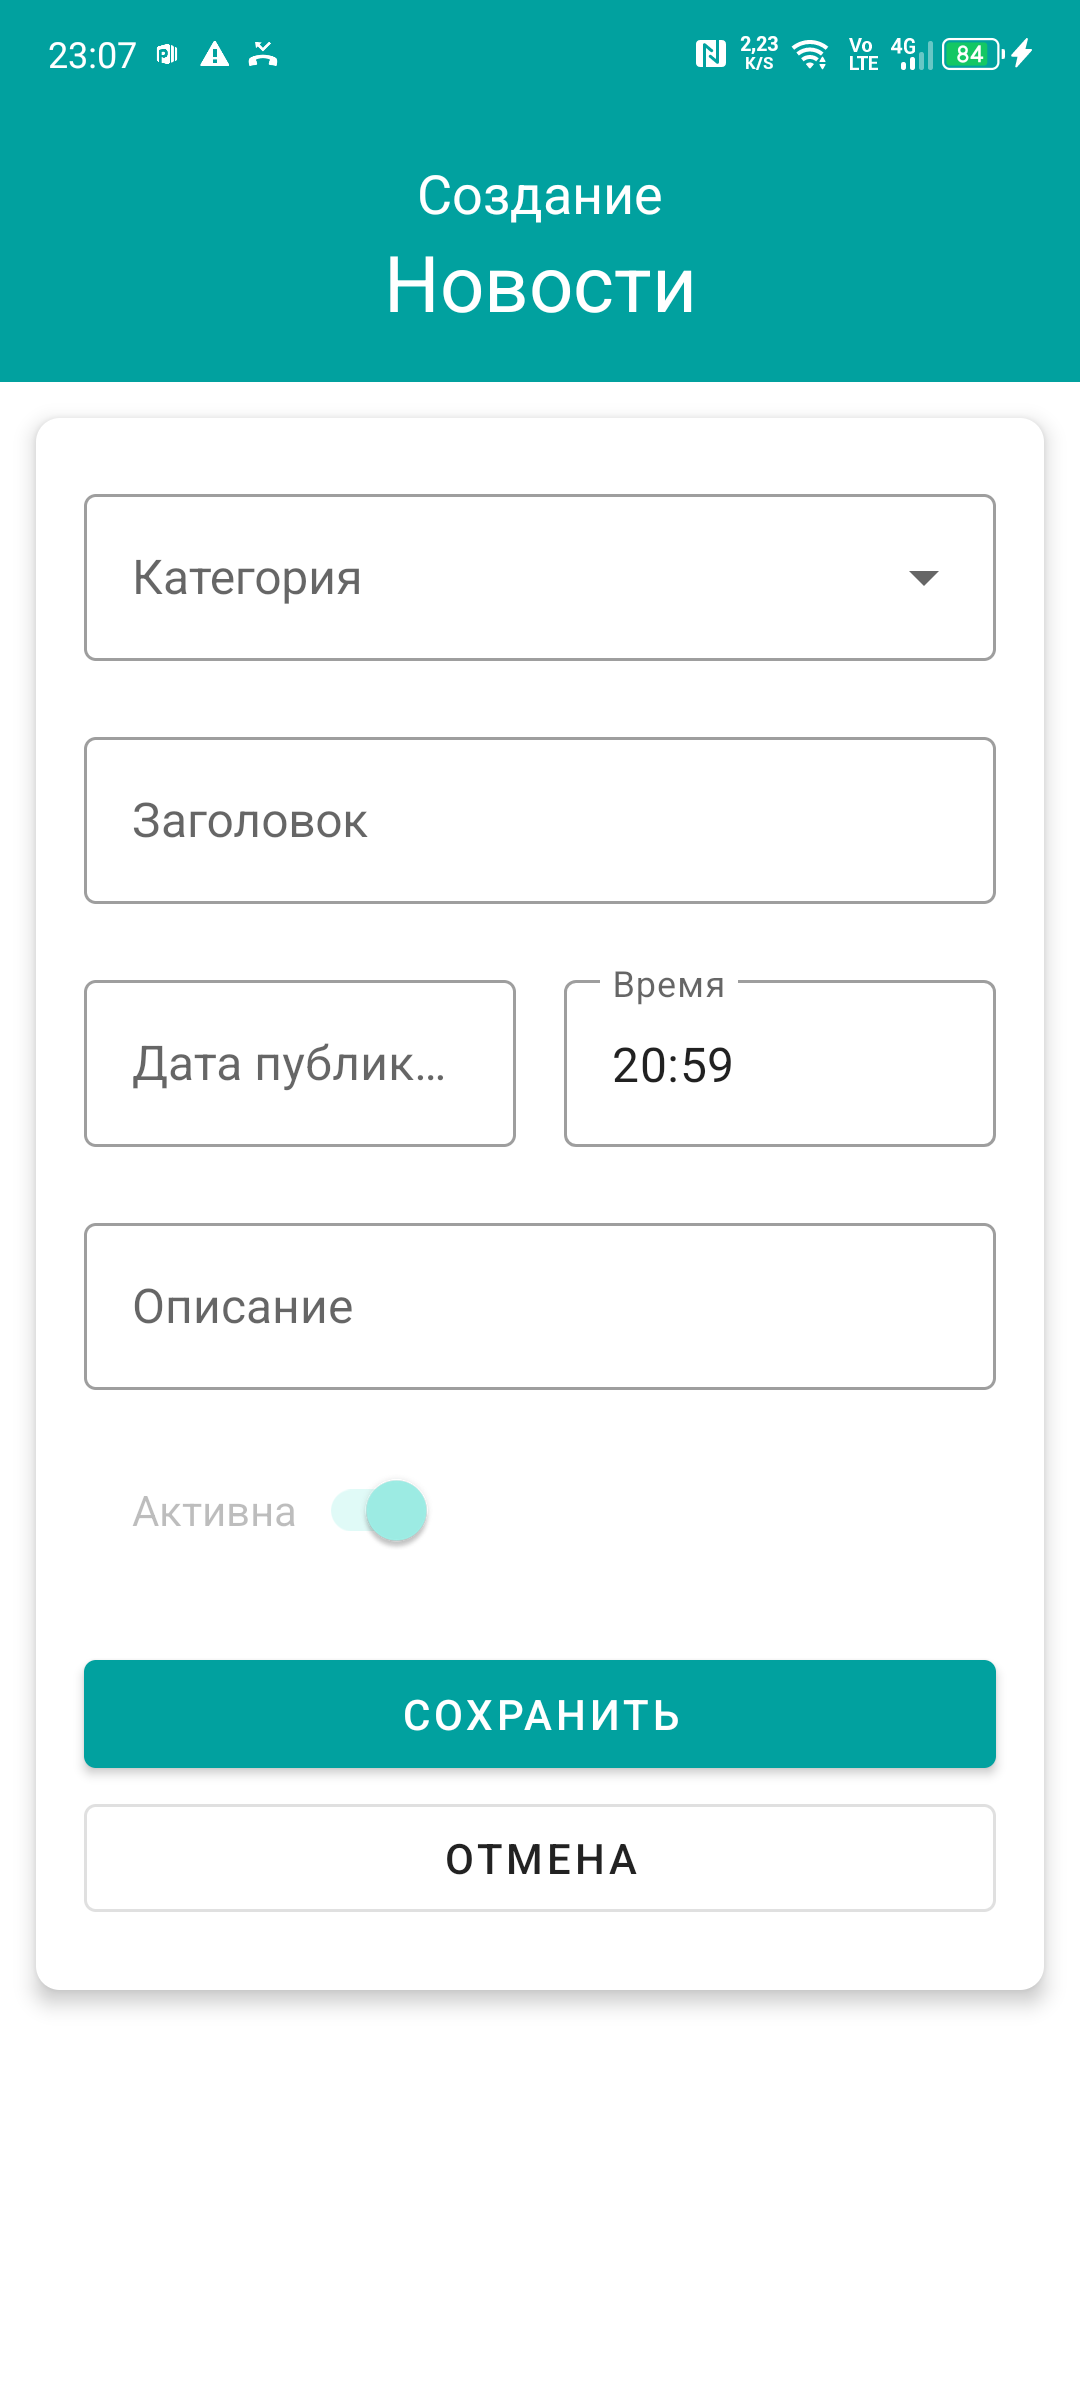 23:07 2,23 K/S Vo LTE 4G 84
Создание
Новости
Категория
Заголовок
Дата публик...
Время
20:59
Описание
Активна
СОХРАНИТЬ
ОТМЕНА